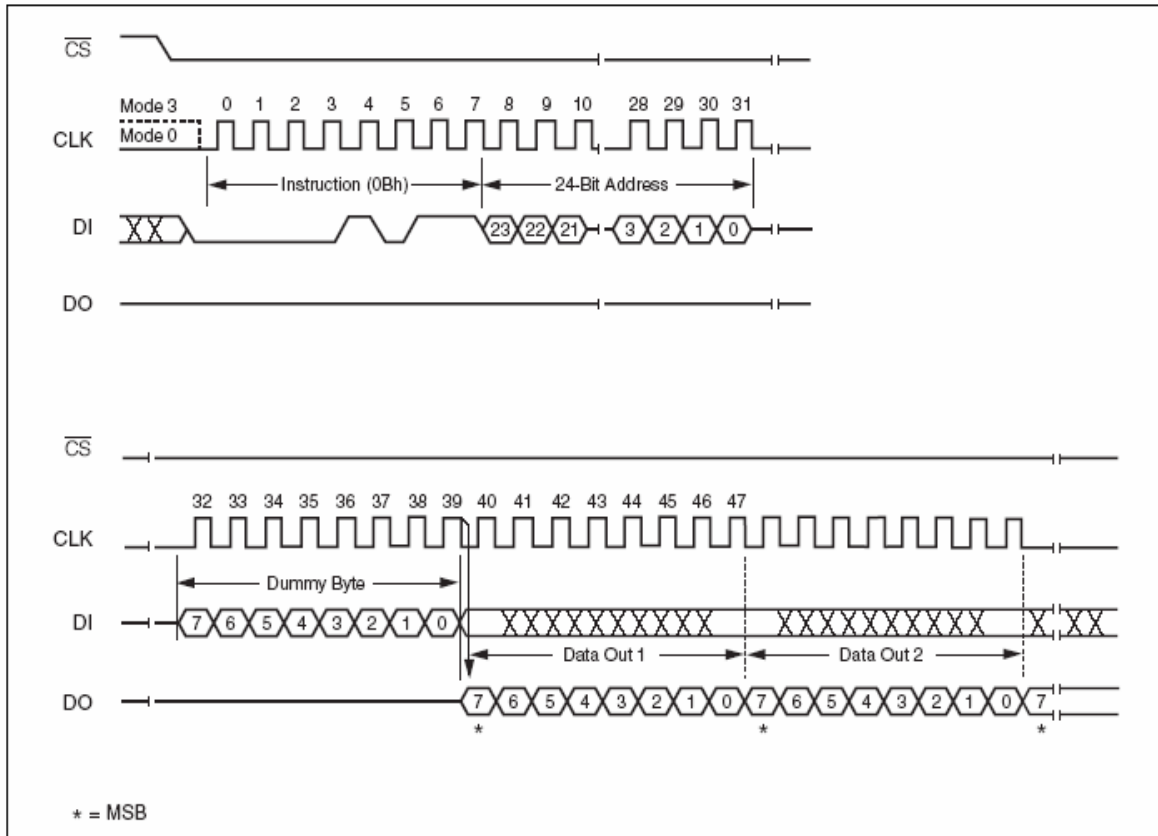 CS
Mode 3 0 1 2 3 4 5 6 7 8 9 10 28 29 30 31
CLK Mode 0
Instruction (0Bh) 24-Bit Address
DI 23 22 21 3 2 1 0
DO
CS
32 33 34 35 36 37 38 39 40 41 42 43 44 45 46 47
CLK
Dummy Byte
DI 7 6 5 4 3 2 1 0
Data Out 1 Data Out 2
DO 7 6 5 4 3 2 1 0 7 6 5 4 3 2 1 0 7
* * *
* = MSB